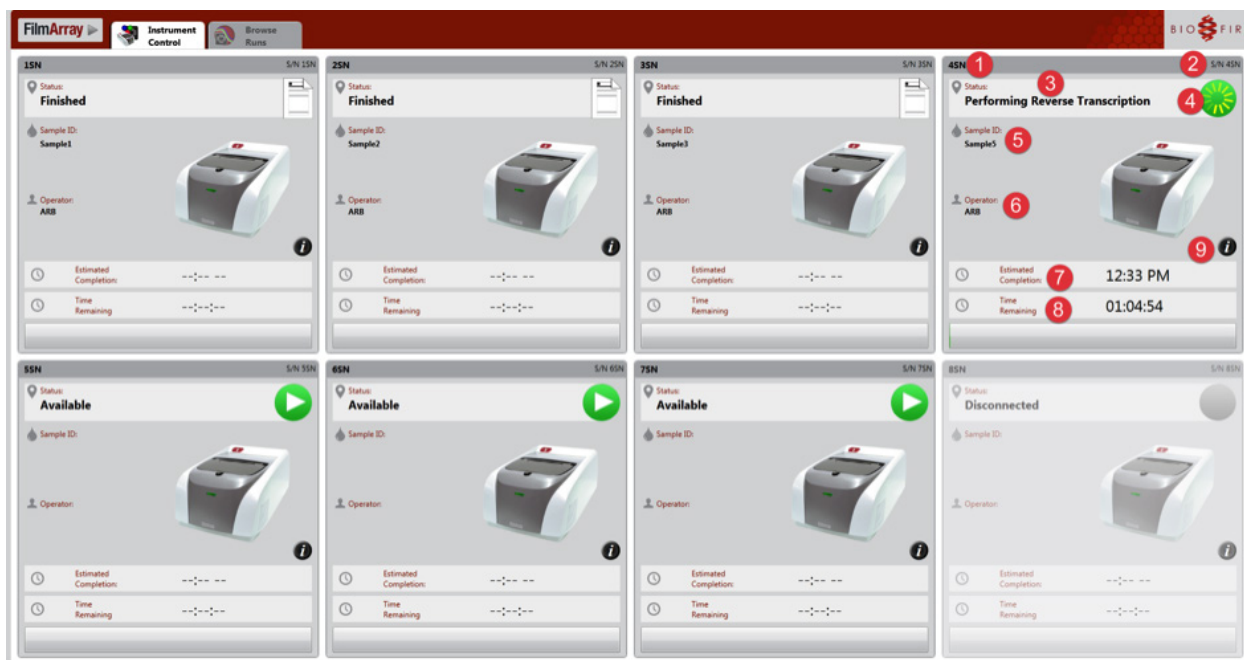 FilmArray
Instrument
Control
Browse
Runs
BIO FIR
1SN S/N 1SN
Status:
Finished
Sample ID:
Sample1
Operator:
ARB
i
Estimated
Completion: --:-- --
Time
Remaining --:--:--
2SN S/N 2SN
Status:
Finished
Sample ID:
Sample2
Operator:
ARB
i
Estimated
Completion: --:-- --
Time
Remaining --:--:--
3SN S/N 3SN
Status:
Finished
Sample ID:
Sample3
Operator:
ARB
i
Estimated
Completion: --:-- --
Time
Remaining --:--:--
4SN 1 2 S/N 4SN
Status: 3
Performing Reverse Transcription 4
Sample ID:
Sample5 5
Operator:
ARB 6
9 i
Estimated
Completion: 7 12:33 PM
Time
Remaining 8 01:04:54
5SN S/N 5SN
Status:
Available
Sample ID:
Operator:
i
Estimated
Completion: --:-- --
Time
Remaining --:--:--
6SN S/N 6SN
Status:
Available
Sample ID:
Operator:
i
Estimated
Completion: --:-- --
Time
Remaining --:--:--
7SN S/N 7SN
Status:
Available
Sample ID:
Operator:
i
Estimated
Completion: --:-- --
Time
Remaining --:--:--
8SN S/N 8SN
Status:
Disconnected
Sample ID:
Operator:
i
Estimated
Completion: --:-- --
Time
Remaining --:--:--